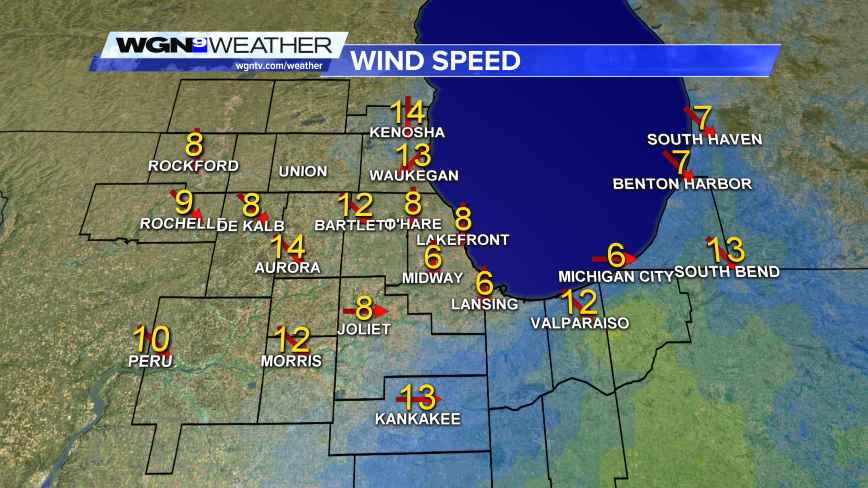 WGN 9 WEATHER
wgntv.com/weather
WIND SPEED
14
KENOSHA
7
SOUTH HAVEN
8
ROCKFORD
UNION
13
WAUKEGAN
7
BENTON HARBOR
9
ROCHELLE
8
DE KALB
12
BARTLETT
8
O'HARE
8
LAKEFRONT
14
AURORA
6
MIDWAY
6
MICHIGAN CITY
13
SOUTH BEND
6
LANSING
12
VALPARAISO
8
JOLIET
10
PERU
12
MORRIS
13
KANKAKEE